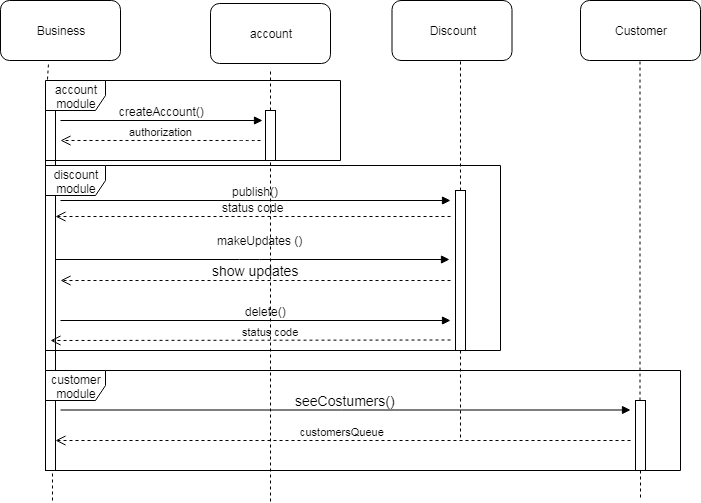 Business
account
Discount
Customer
account
module
createAccount()
authorization
discount
module
publish()
status code
makeUpdates ()
show updates
delete()
status code
customer
module
seeCostumers()
customersQueue